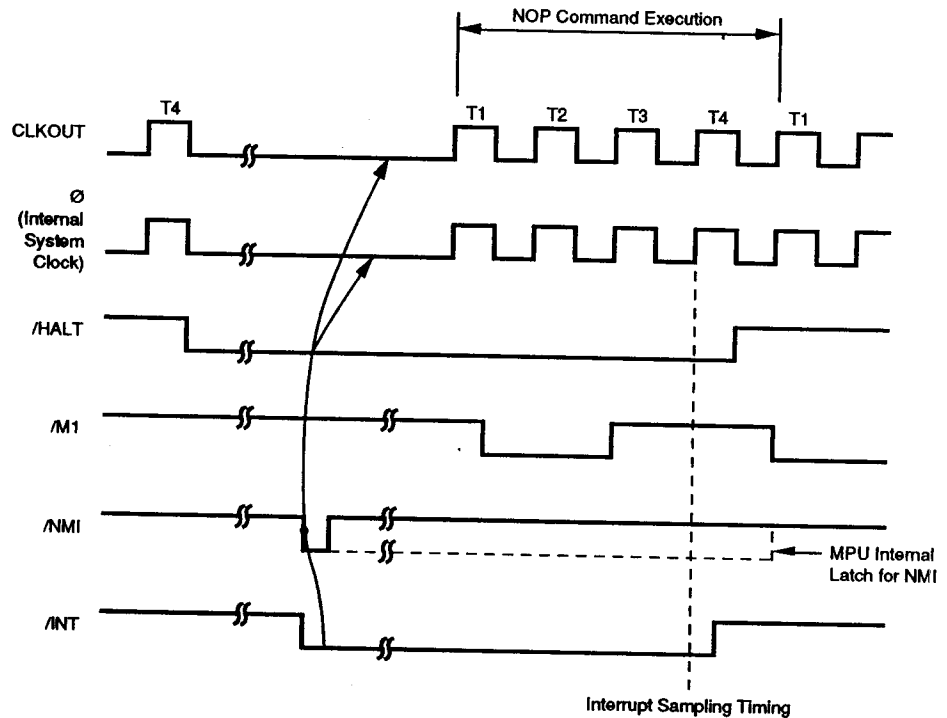 NOP Command Execution
T4
T1
T2
T3
T4
T1
CLKOUT
Ø
(Internal
System
Clock)
/HALT
/M1
/NMI
MPU Internal
Latch for NMI
/INT
Interrupt Sampling Timing